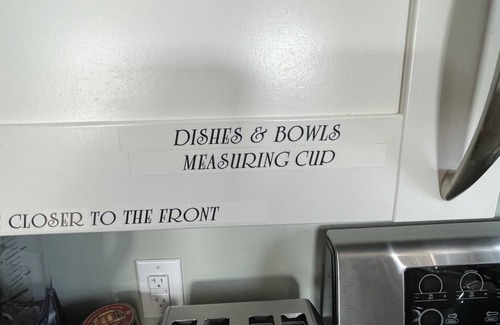 DISHES & BOWLS
MEASURING CUP
CLOSER TO THE FRONT